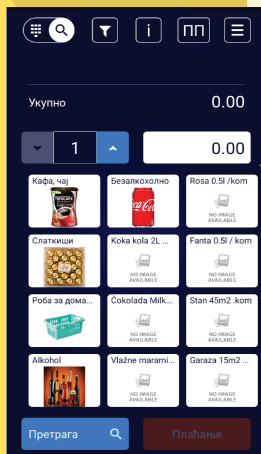 i
ПП
Укупно 0.00
1 0.00
Кафа, чај
Безалкохолно
Rosa 0.5l /kom
NO IMAGE
AVAILABLE
Слаткиши
Koka kola 2L ...
Fanta 0.5l / kom
NO IMAGE
AVAILABLE
NO IMAGE
AVAILABLE
Роба за дома...
Čokolada Milk...
Stan 45m2 .kom
NO IMAGE
AVAILABLE
NO IMAGE
AVAILABLE
Alkohol
Vlažne marami...
Garaza 15m2 ...
NO IMAGE
AVAILABLE
NO IMAGE
AVAILABLE
Претрага
Плаћање